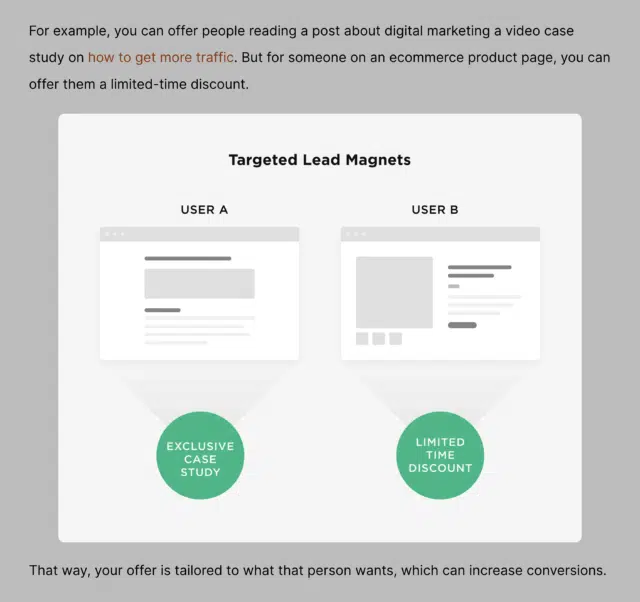 For example, you can offer people reading a post about digital marketing a video case
study on how to get more traffic. But for someone on an ecommerce product page, you can
offer them a limited-time discount.
Targeted Lead Magnets
USER A
USER B
EXCLUSIVE
CASE
STUDY
LIMITED
TIME
DISCOUNT
That way, your offer is tailored to what that person wants, which can increase conversions.